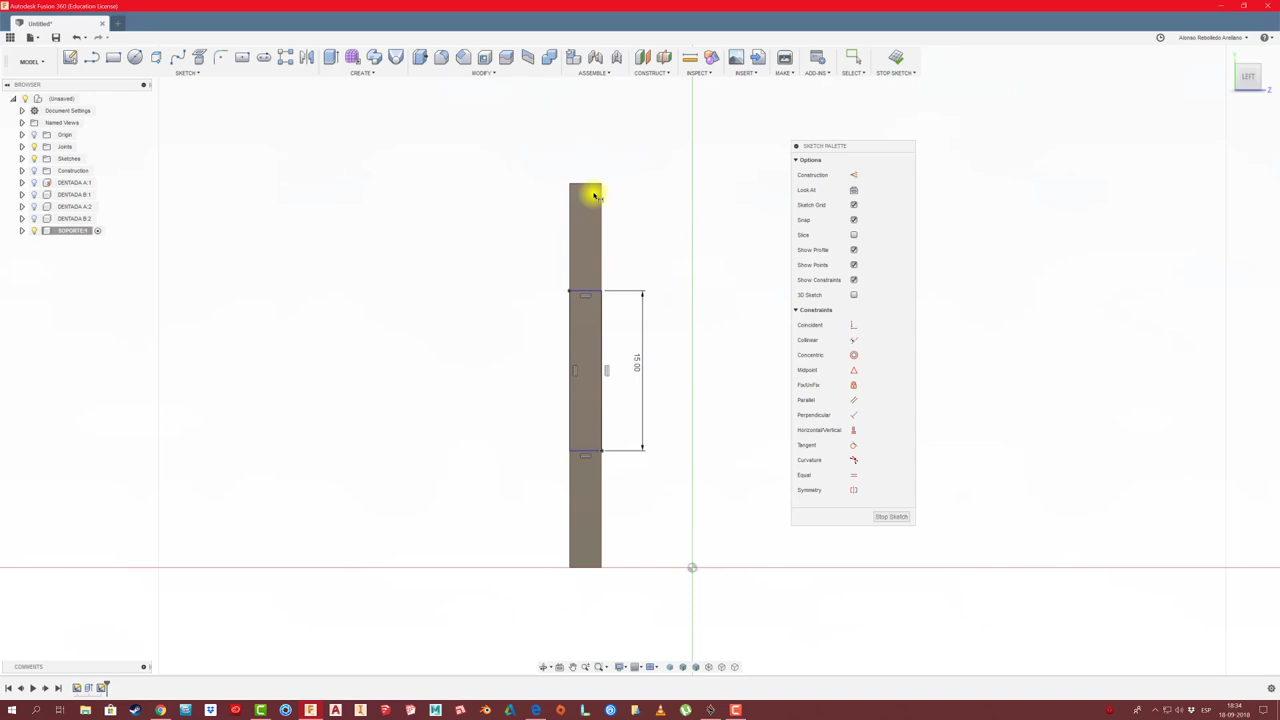 Autodesk Fusion 360 (Education License)
Untitled*
Alonso Rebolledo Arellano
MODEL
SKETCH
CREATE
MODIFY
ASSEMBLE
CONSTRUCT
INSPECT
INSERT
MAKE
ADD-INS
SELECT
STOP SKETCH
BROWSER
(Unsaved)
Document Settings
Named Views
Origin
Joints
Sketches
Construction
DENTADA A:1
DENTADA B:1
DENTADA A:2
DENTADA B:2
SOPORTE:1
LEFT
Z
15.00
SKETCH PALETTE
Options
Construction
Look At
Sketch Grid
Snap
Slice
Show Profile
Show Points
Show Constraints
3D Sketch
Constraints
Coincident
Collinear
Concentric
Midpoint
Fix/UnFix
Parallel
Perpendicular
Horizontal/Vertical
Tangent
Curvature
Equal
Symmetry
Stop Sketch
COMMENTS
ESP
18:34
18-09-2018